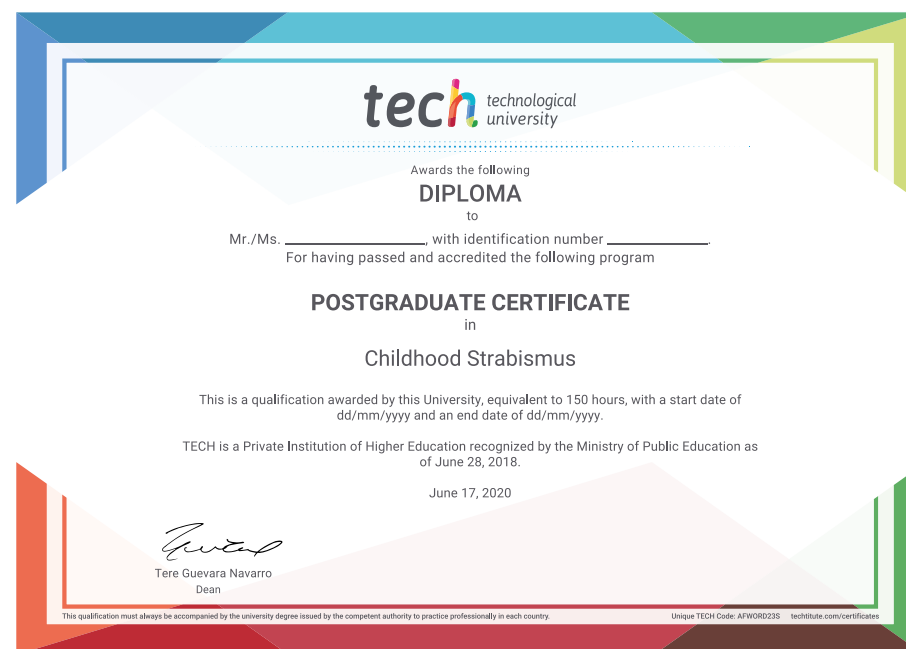 tech technological
university
Awards the following
DIPLOMA
to
Mr./Ms. ____________________, with identification number ______________.
For having passed and accredited the following program
POSTGRADUATE CERTIFICATE
in
Childhood Strabismus
This is a qualification awarded by this University, equivalent to 150 hours, with a start date of
dd/mm/yyyy and an end date of dd/mm/yyyy.
TECH is a Private Institution of Higher Education recognized by the Ministry of Public Education as
of June 28, 2018.
June 17, 2020
Tere Guevara Navarro
Dean
This qualification must always be accompanied by the university degree issued by the competent authority to practice professionally in each country.
Unique TECH Code: AFWORD23S techtitute.com/certificates